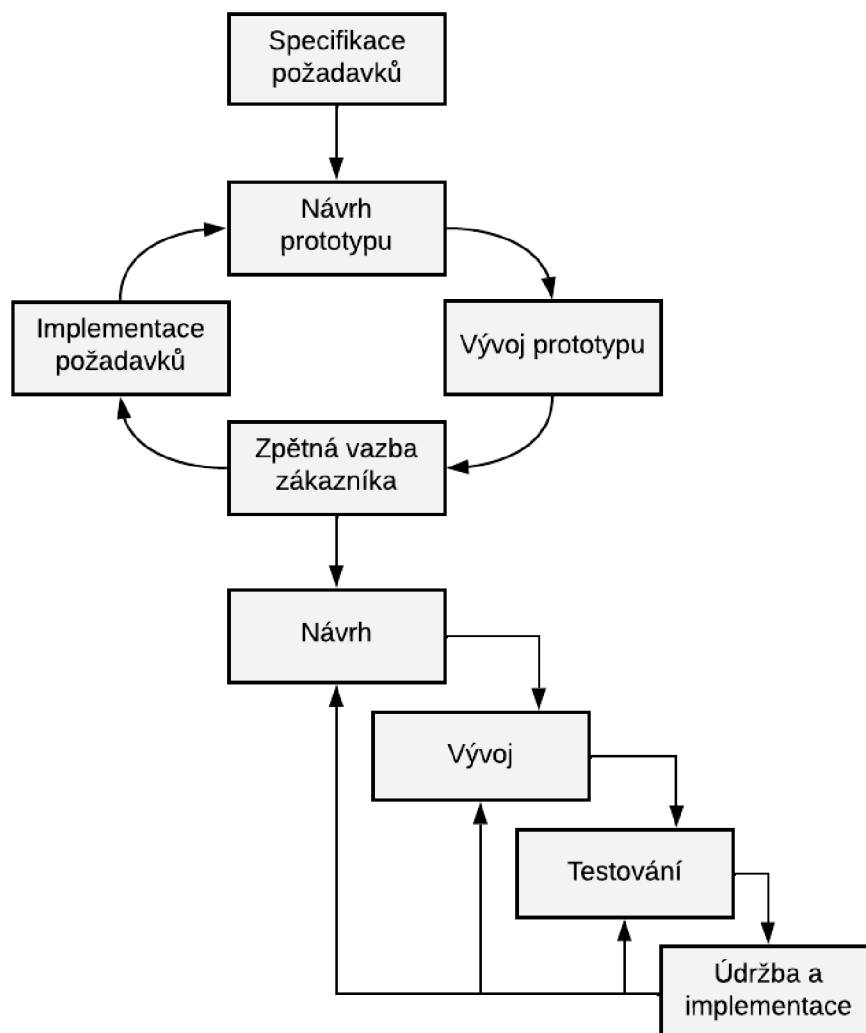 Specifikace
požadavků
Návrh
prototypu
Implementace
požadavků
Vývoj prototypu
Zpětná vazba
zákazníka
Návrh
Vývoj
Testování
Údržba a
implementace